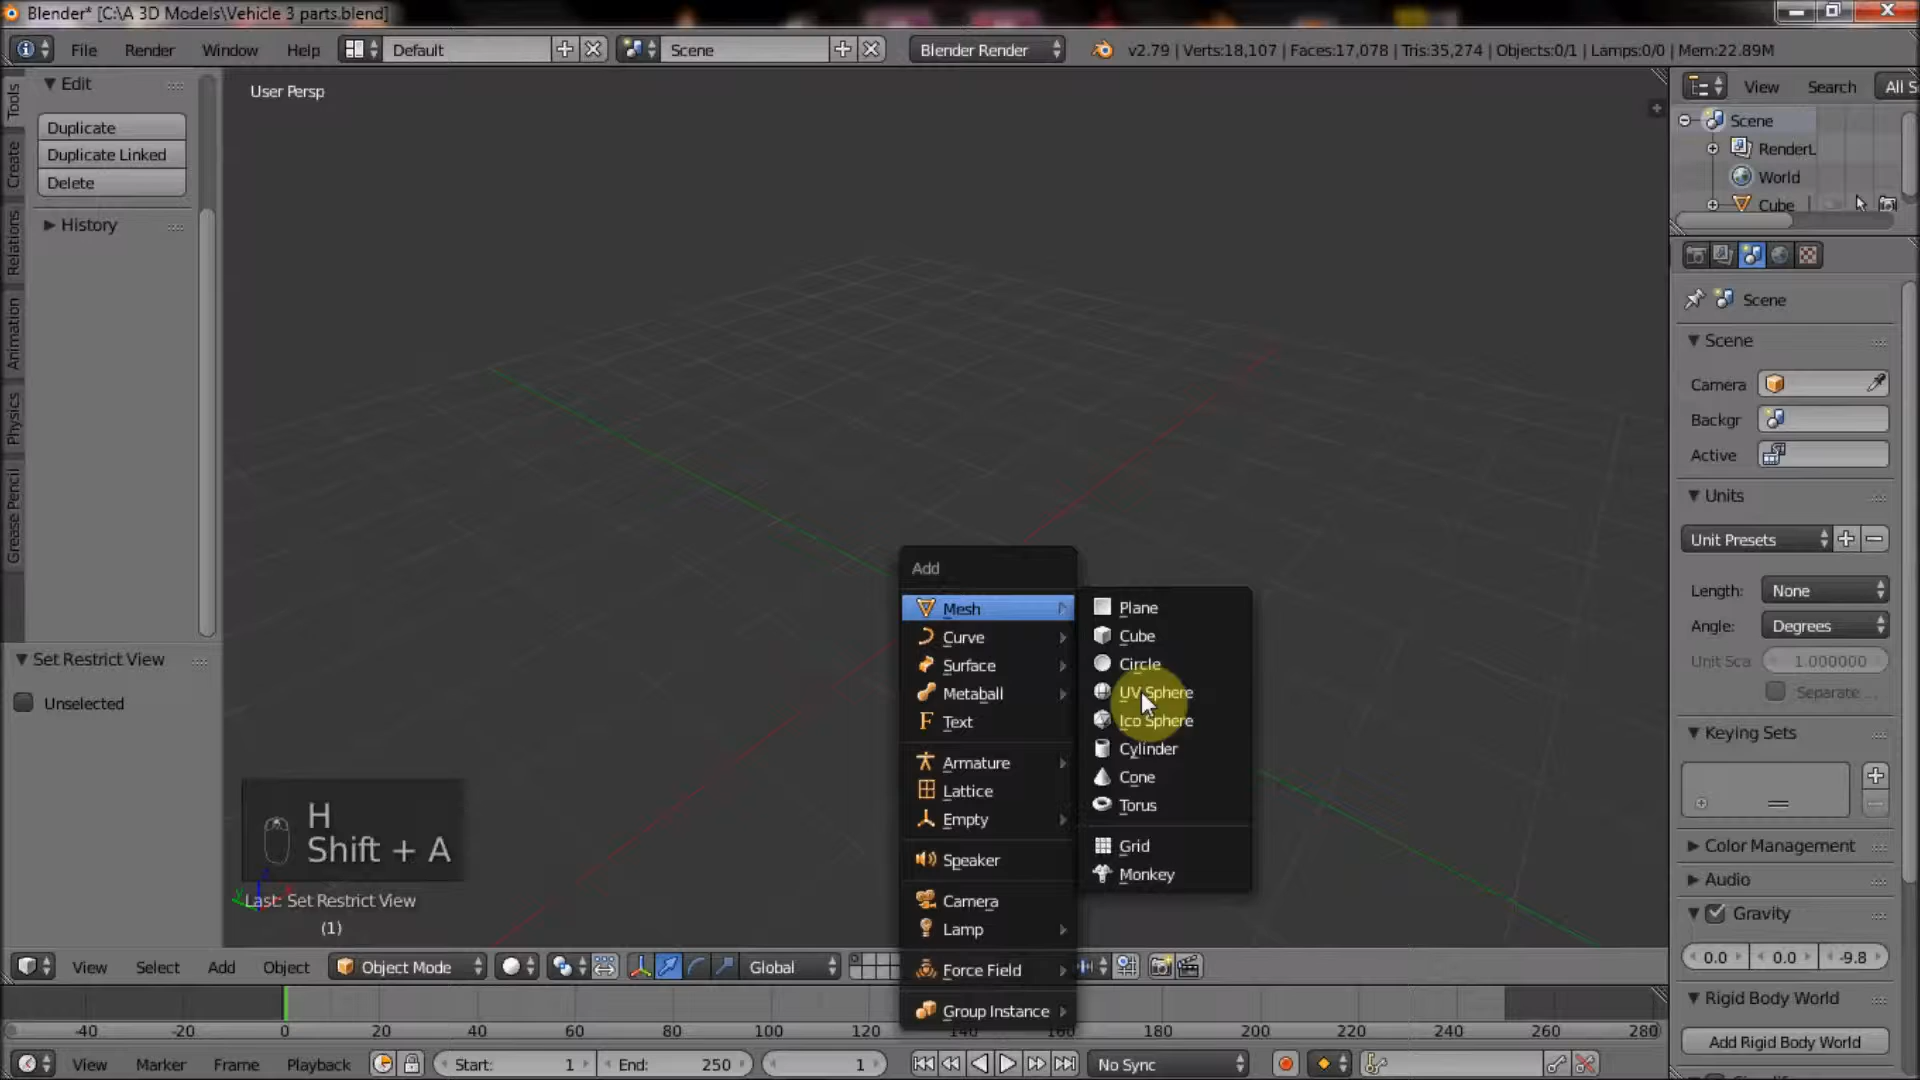 Blender* [C:\A 3D Models\Vehicle 3 parts.blend]
File Render Window Help Default Scene Blender Render v2.79 | Verts:18,107 | Faces:17,078 | Tris:35,274 | Objects:0/1 | Lamps:0/0 | Mem:22.89M
Tools
Create
Relations
Animation
Physics
Grease Pencil
Edit
Duplicate
Duplicate Linked
Delete
History
Set Restrict View
Unselected
User Persp
H
Shift + A
Last: Set Restrict View
(1)
Add
Mesh
Curve
Surface
Metaball
Text
Armature
Lattice
Empty
Speaker
Camera
Lamp
Force Field
Group Instance
Plane
Cube
Circle
UV Sphere
Ico Sphere
Cylinder
Cone
Torus
Grid
Monkey
View Search All S
Scene
RenderL
World
Cube
Scene
Scene
Camera
Backgr
Active
Units
Unit Presets
Length: None
Angle: Degrees
Unit Sca 1.000000
Separate ...
Keying Sets
Color Management
Audio
Gravity
0.0 0.0 -9.8
Rigid Body World
Add Rigid Body World
View Select Add Object Object Mode Global
-40 -20 0 20 40 60 80 100 120 140 160 180 200 220 240 260 280
View Marker Frame Playback Start: 1 End: 250 1 No Sync